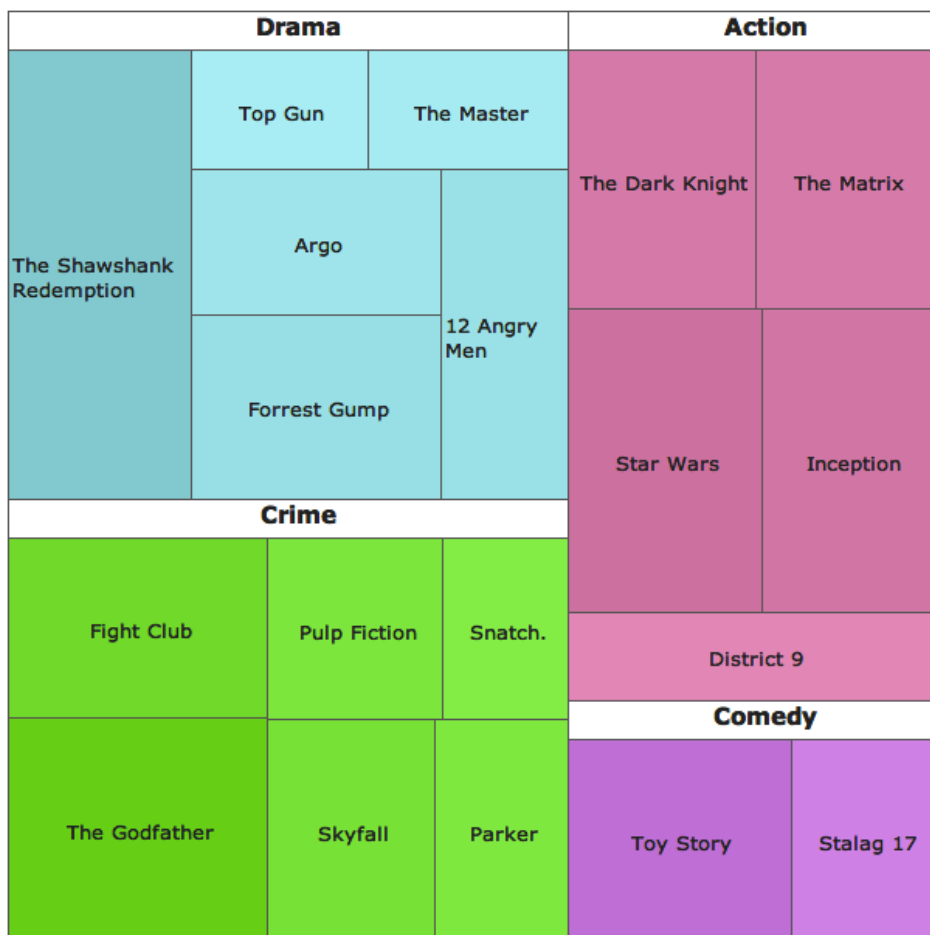 Drama
The Shawshank
Redemption
Top Gun
The Master
Argo
Forrest Gump
12 Angry
Men
Action
The Dark Knight
The Matrix
Star Wars
Inception
District 9
Crime
Fight Club
Pulp Fiction
Snatch.
The Godfather
Skyfall
Parker
Comedy
Toy Story
Stalag 17